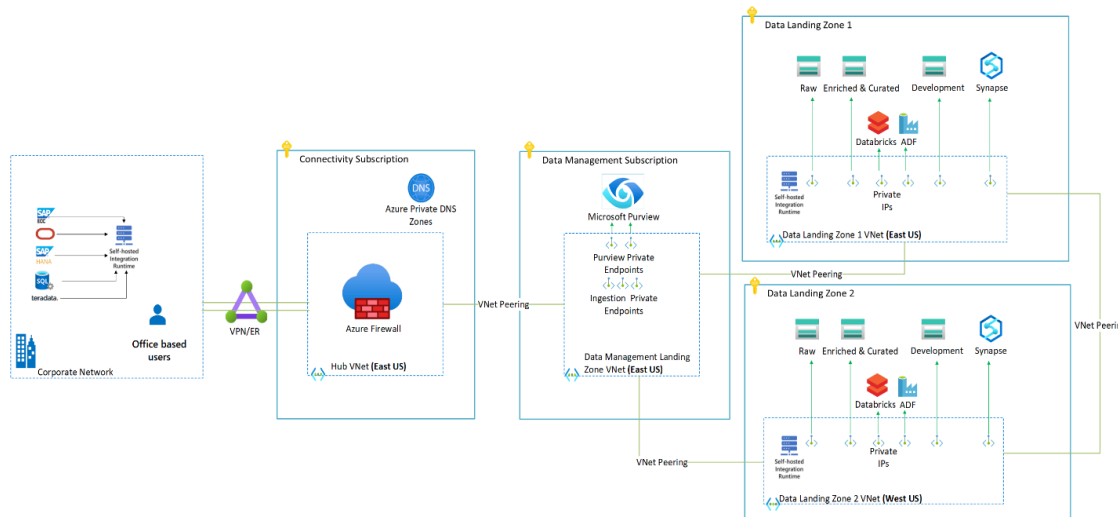 Data Landing Zone 1
Raw
Enriched & Curated
Development
Synapse
Databricks
ADF
Self-hosted
Integration
Runtime
Private
IPs
Data Landing Zone 1 VNet (East US)
Connectivity Subscription
DNS
Azure Private DNS
Zones
Azure Firewall
Hub VNet (East US)
Data Management Subscription
Microsoft Purview
Purview Private
Endpoints
Ingestion Private
Endpoints
Data Management Landing
Zone VNet (East US)
SAP
ECC
SAP
HANA
SQL
teradata.
Self-hosted
Integration
Runtime
Office based
users
Corporate Network
VPN/ER
VNet Peering
VNet Peering
VNet Peering
VNet Peering
Data Landing Zone 2
Raw
Enriched & Curated
Development
Synapse
Databricks
ADF
Self-hosted
Integration
Runtime
Private
IPs
Data Landing Zone 2 VNet (West US)